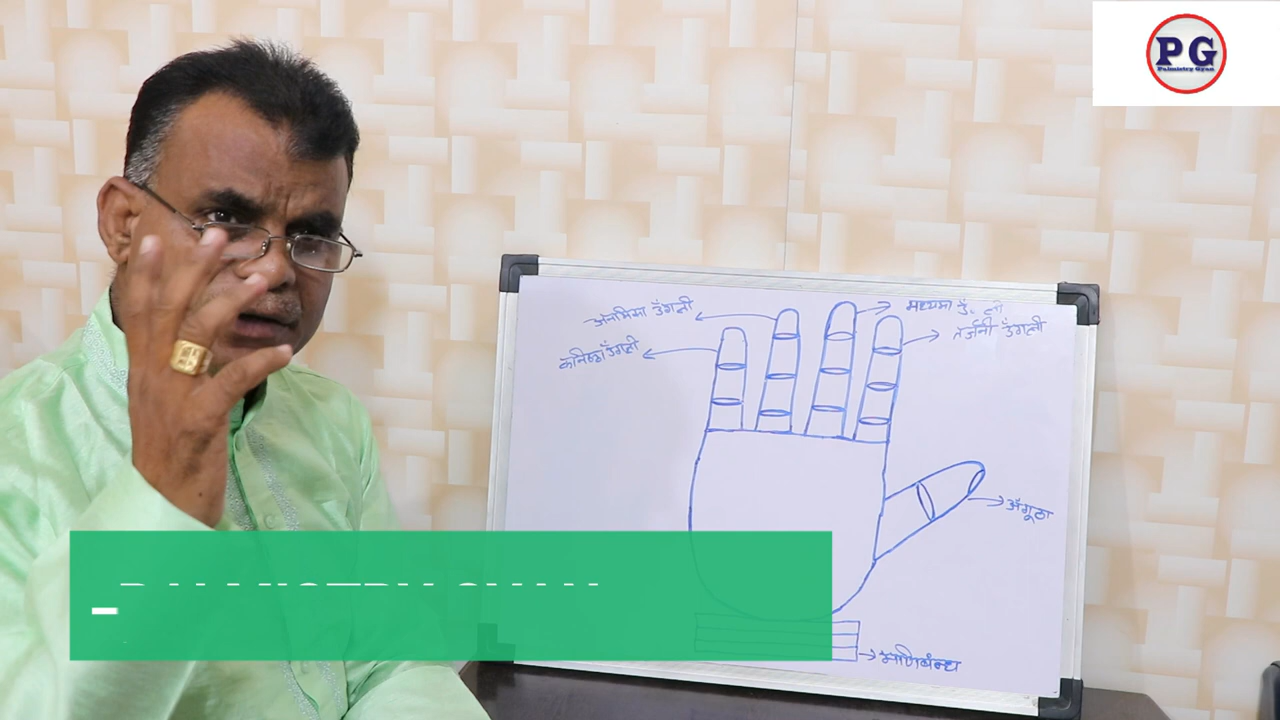 PG
Palmistry Gyan
अनामिका उँगली
मध्यमा
तर्जनी उँगली
कनिष्ठा उँगली
अँगूठा
मणिबंन्ध